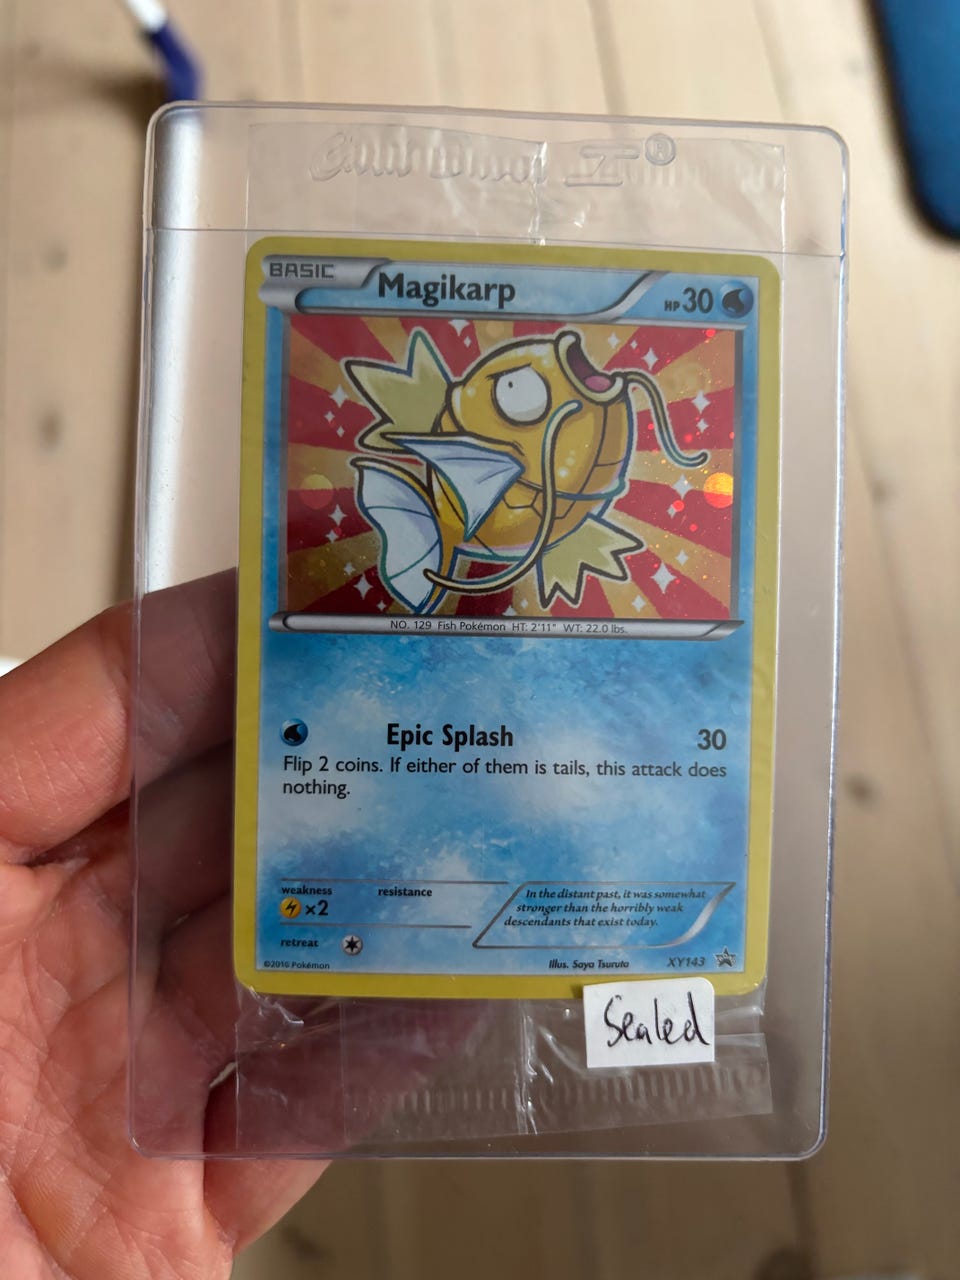 BASIC
Magikarp
HP 30
NO. 129 Fish Pokémon HT: 2'11" WT: 22.0 lbs.
Epic Splash 30
Flip 2 coins. If either of them is tails, this attack does
nothing.
weakness
×2
resistance
retreat
In the distant past, it was somewhat
stronger than the horribly weak
descendants that exist today.
©2016 Pokémon
Illus. Saya Tsuruta
XY143
Sealed